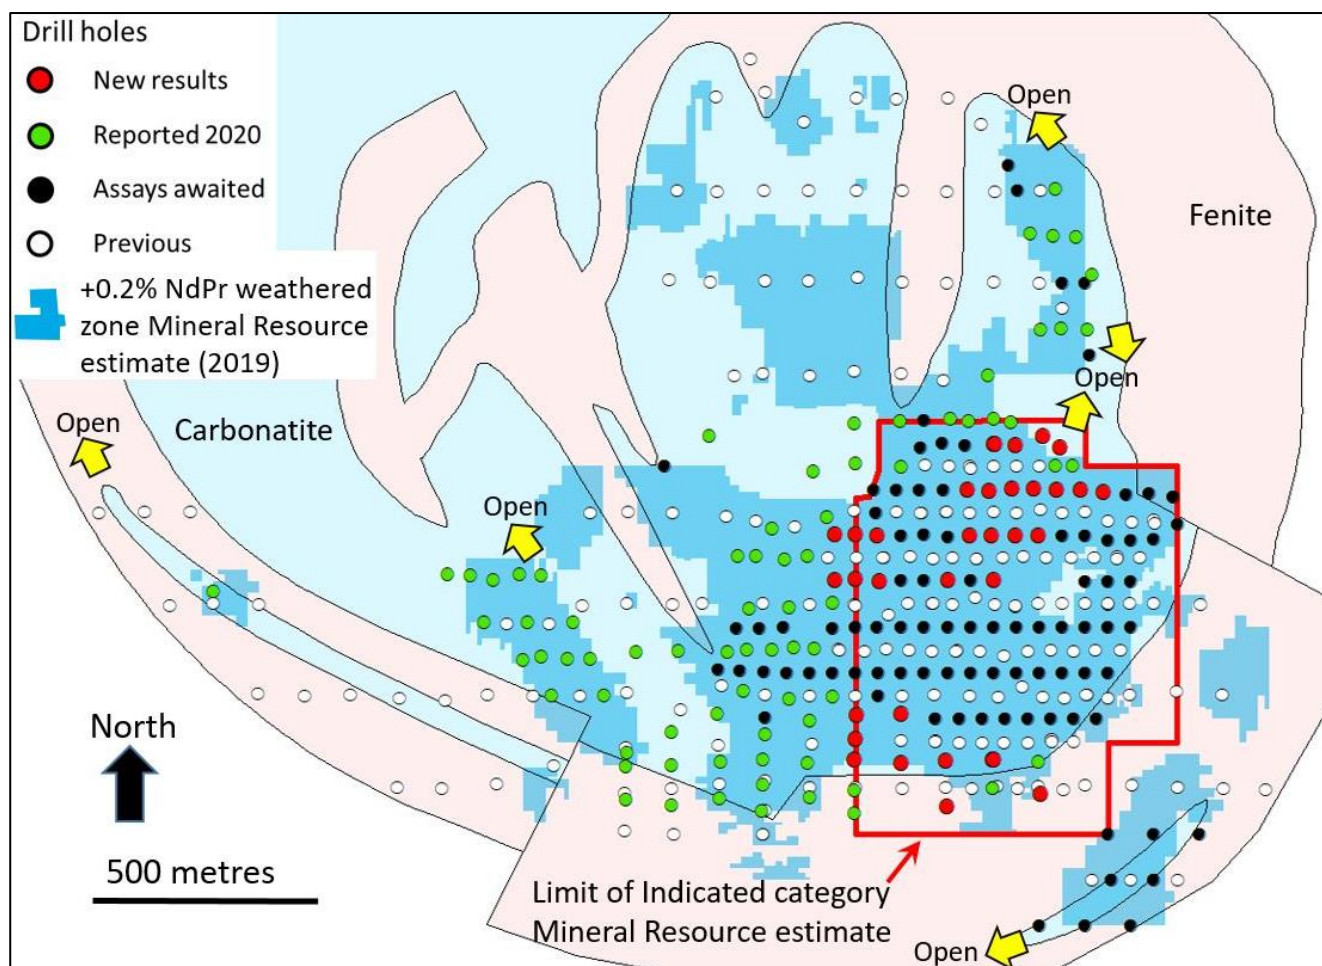 Drill holes
New results
Reported 2020
Assays awaited
Previous
+0.2% NdPr weathered
zone Mineral Resource
estimate (2019)
Open
Fenite
Open
Open
Carbonatite
Open
North
500 metres
Limit of Indicated category
Mineral Resource estimate
Open